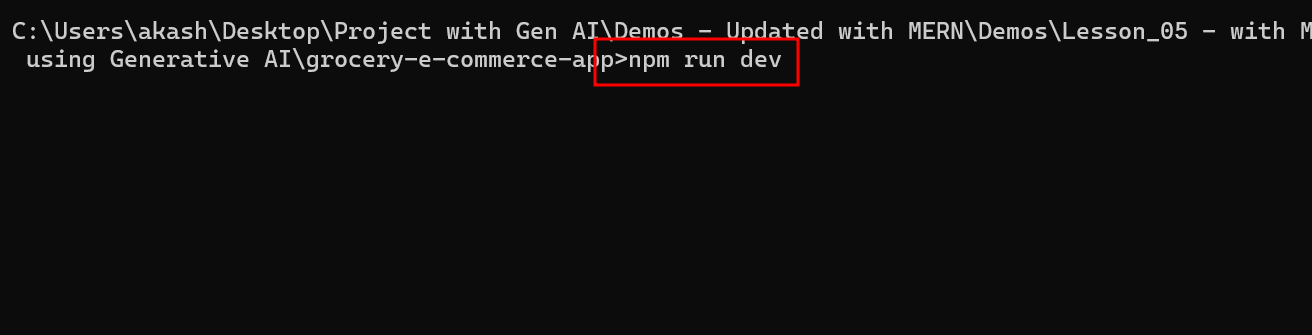 C:\Users\akash\Desktop\Project with Gen AI\Demos - Updated with MERN\Demos\Lesson_05 - with M
using Generative AI\grocery-e-commerce-app>npm run dev